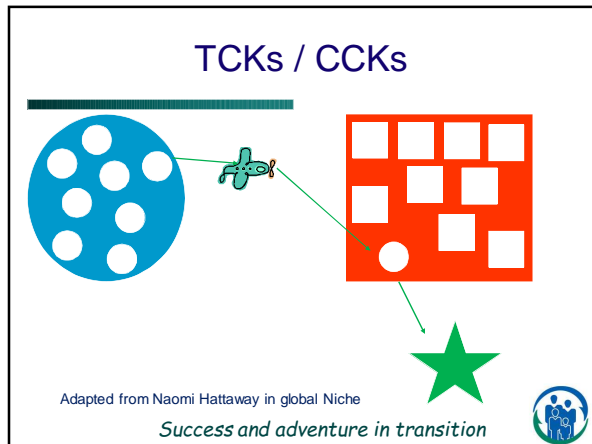 TCKs / CCKs
Adapted from Naomi Hattaway in global Niche
Success and adventure in transition